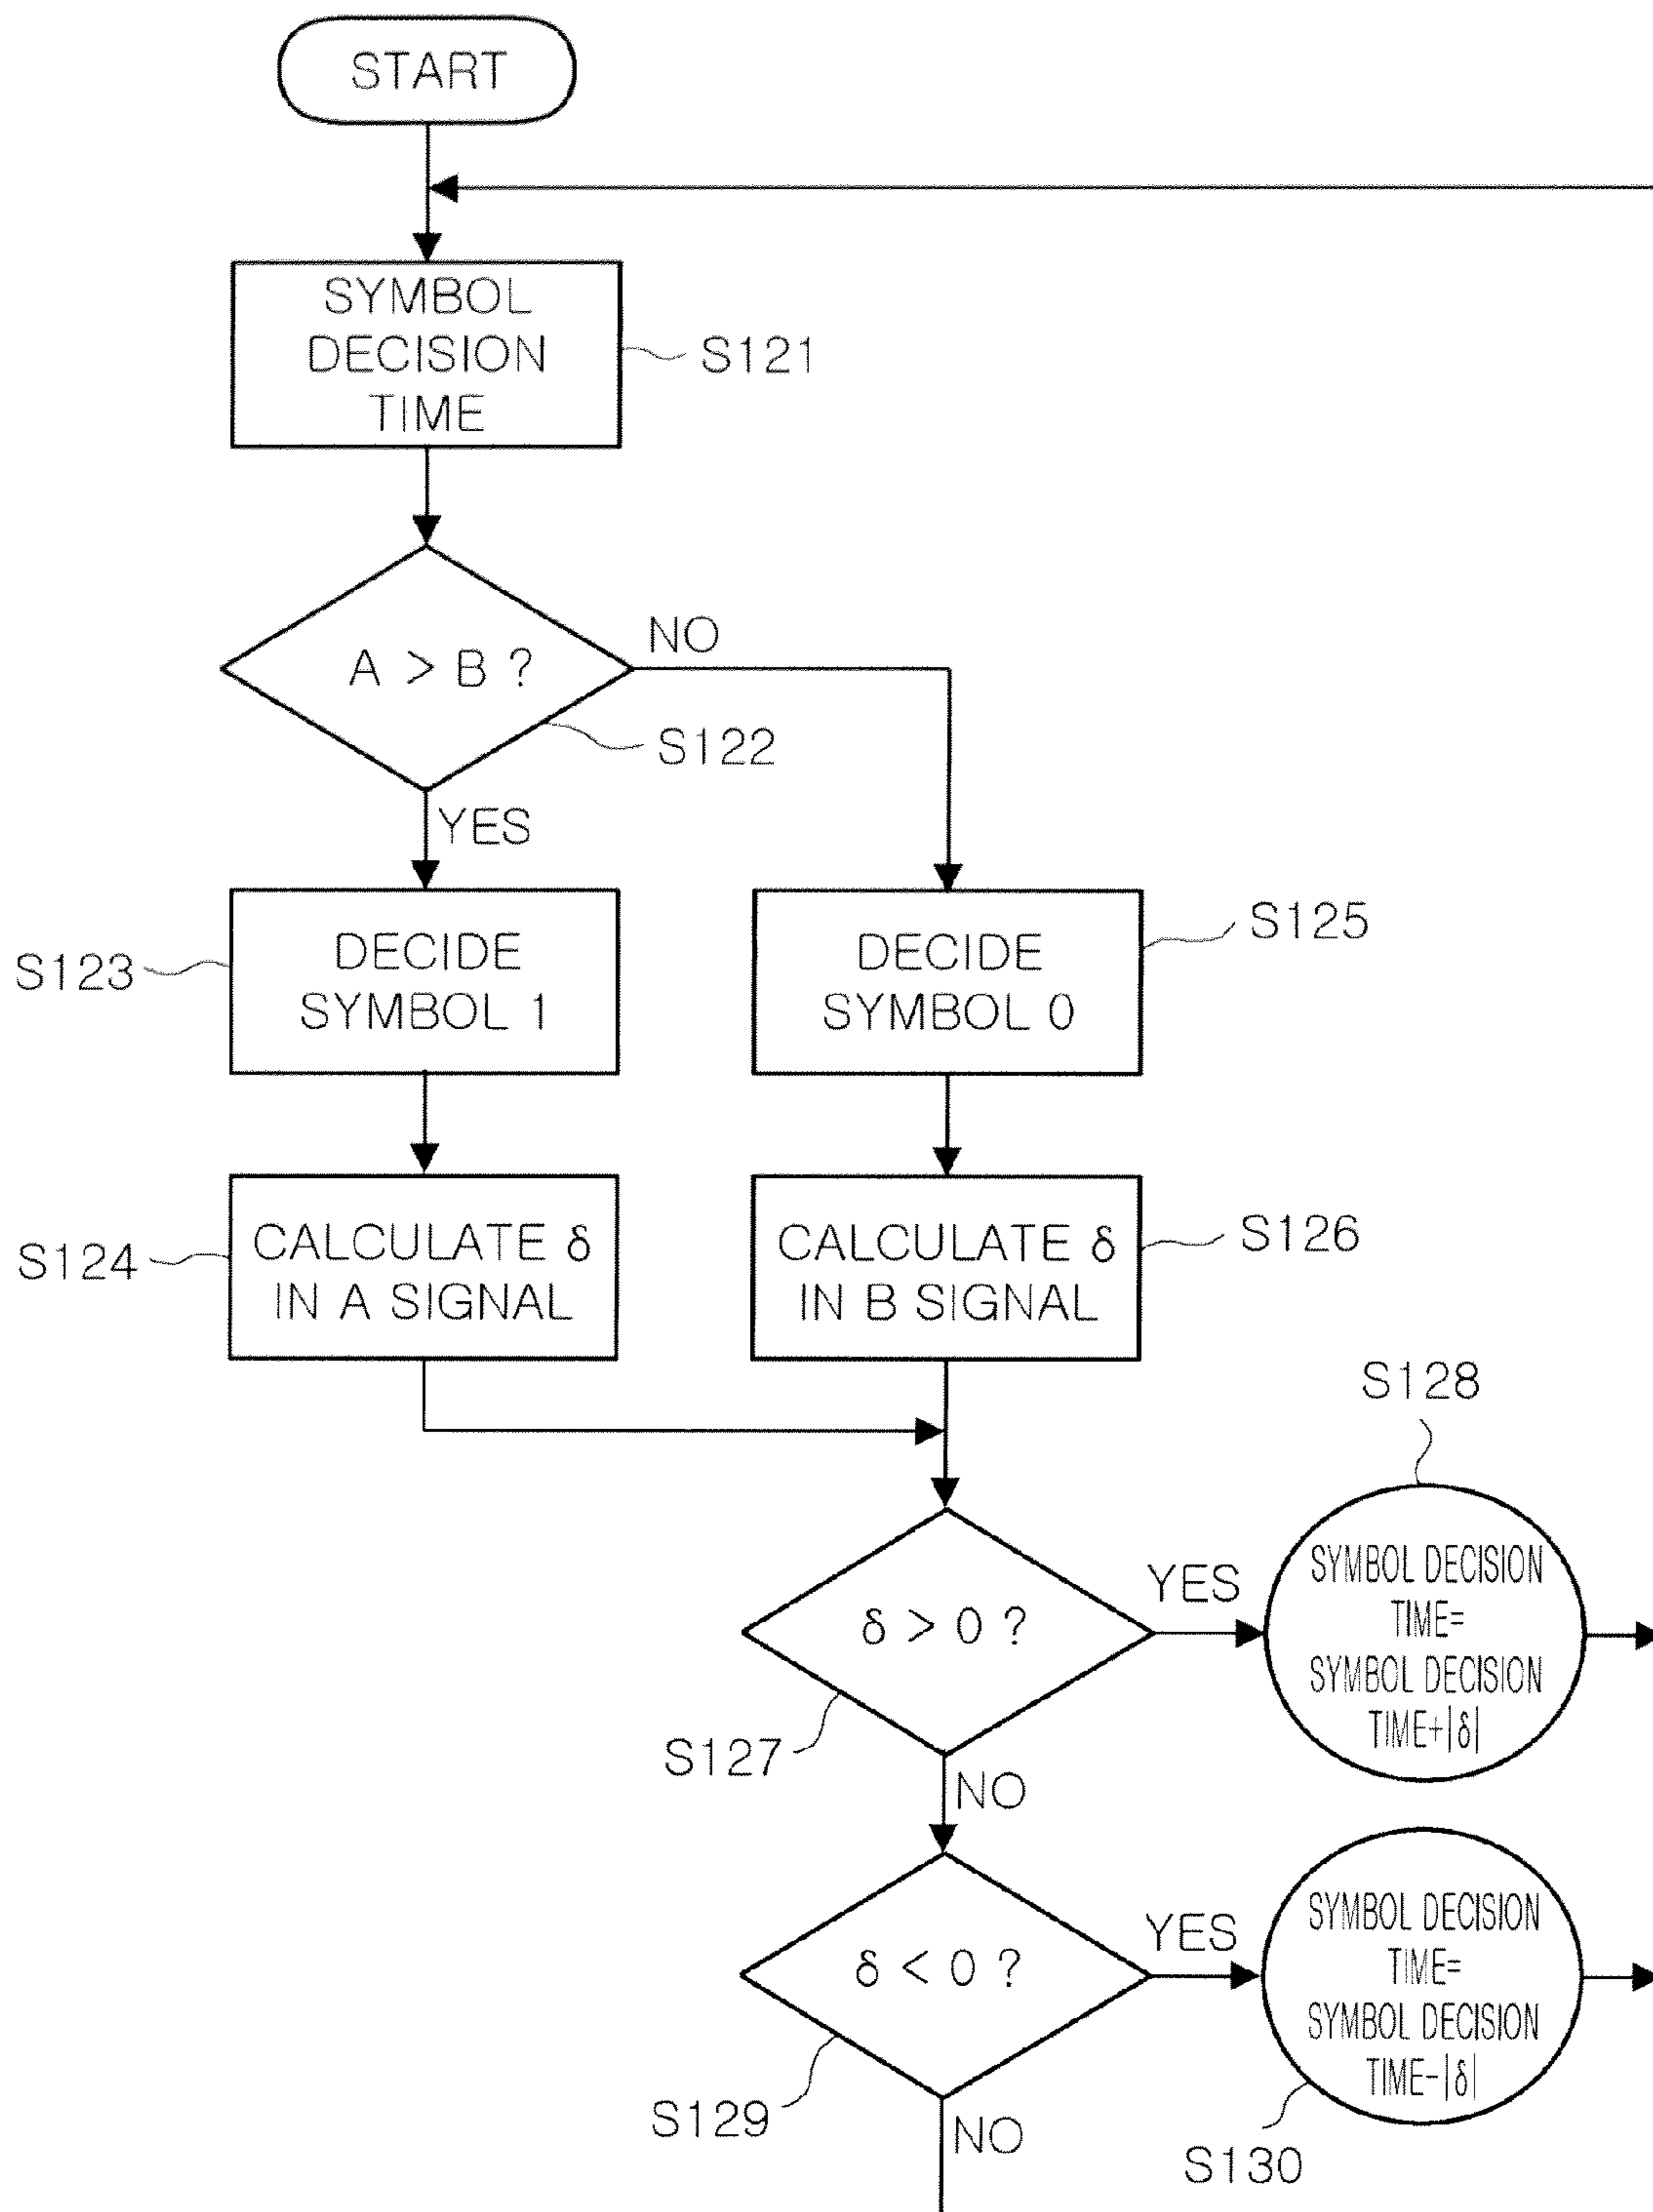 START
SYMBOL
DECISION
TIME
S121
A > B ?
NO
S122
YES
DECIDE
SYMBOL 1
S123
DECIDE
SYMBOL 0
S125
CALCULATE δ
IN A SIGNAL
S124
CALCULATE δ
IN B SIGNAL
S126
S128
δ > 0 ?
YES
SYMBOL DECISION
TIME=
SYMBOL DECISION
TIME+|δ|
S127
NO
δ < 0 ?
YES
SYMBOL DECISION
TIME=
SYMBOL DECISION
TIME-|δ|
S129
NO
S130